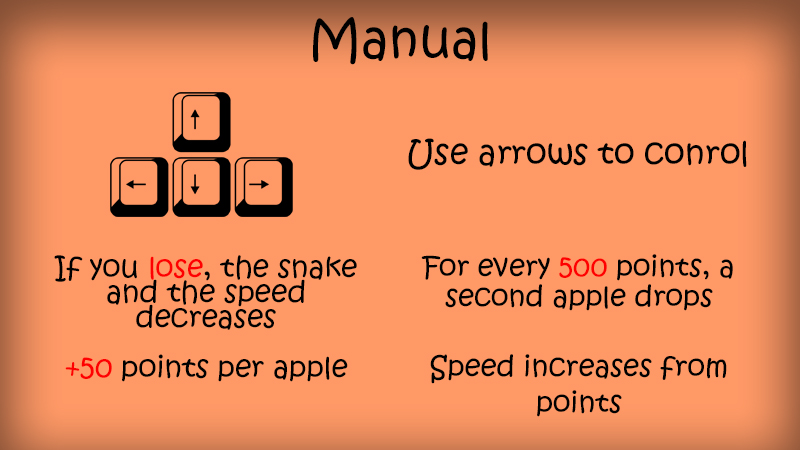 Manual
↑
← ↓ →
Use arrows to conrol
If you lose, the snake
and the speed
decreases
For every 500 points, a
second apple drops
+50 points per apple
Speed increases from
points